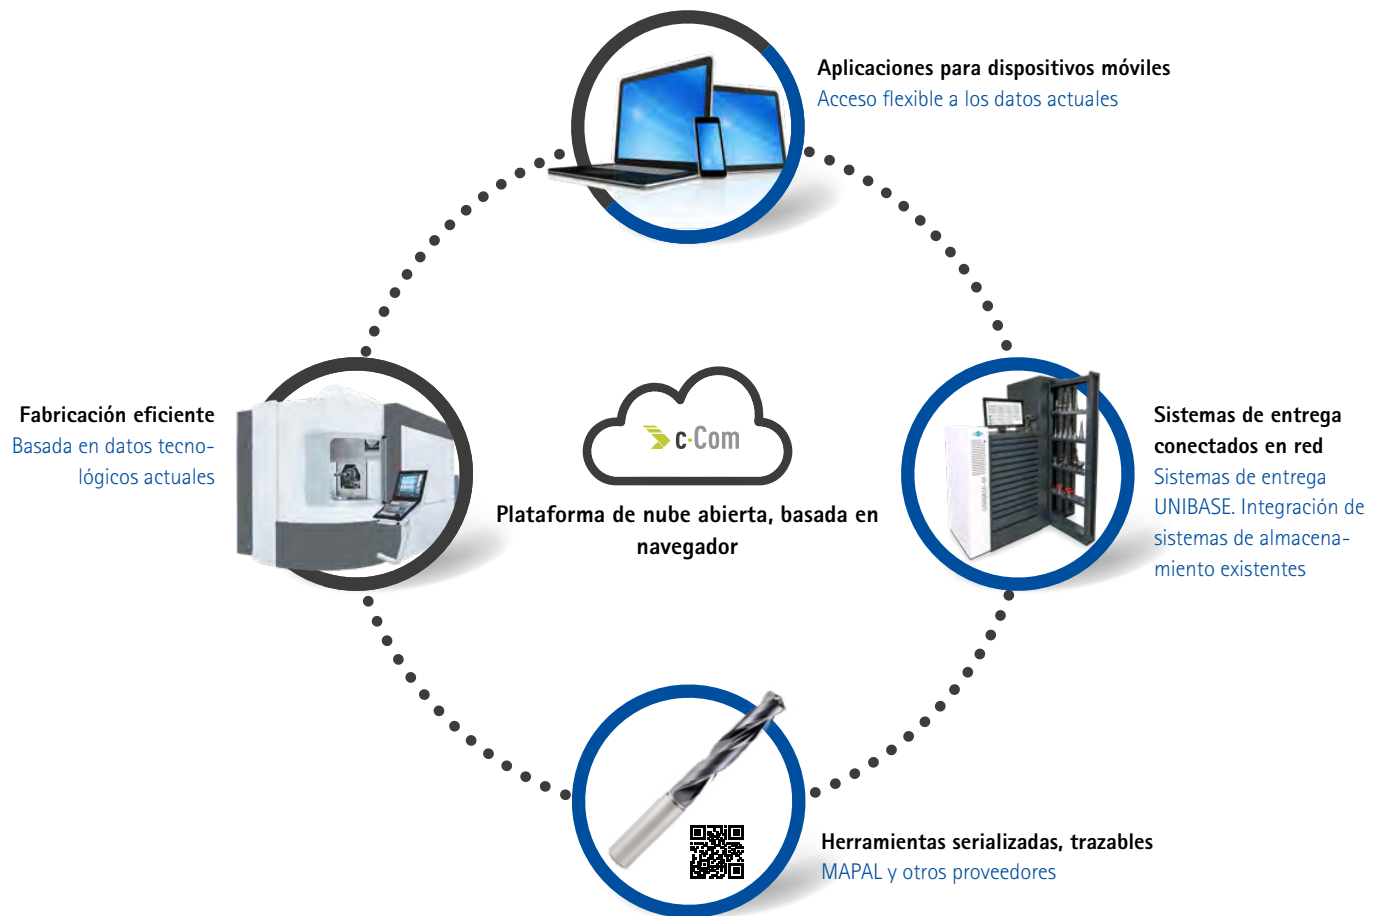 Aplicaciones para dispositivos móviles
Acceso flexible a los datos actuales
Fabricación eficiente
Basada en datos tecno-
lógicos actuales
c-Com
Plataforma de nube abierta, basada en
navegador
Sistemas de entrega
conectados en red
Sistemas de entrega
UNIBASE. Integración de
sistemas de almacena-
miento existentes
UNIBASE-M
Herramientas serializadas, trazables
MAPAL y otros proveedores